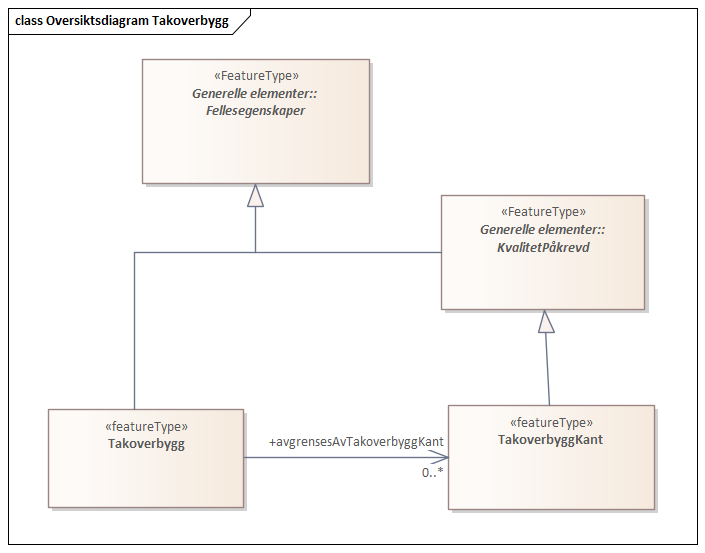 class Oversiktsdiagram Takoverbygg
«FeatureType»
Generelle elementer::
Fellesegenskaper
«FeatureType»
Generelle elementer::
KvalitetPåkrevd
«featureType»
Takoverbygg
+avgrensesAvTakoverbyggKant
0..*
«featureType»
TakoverbyggKant